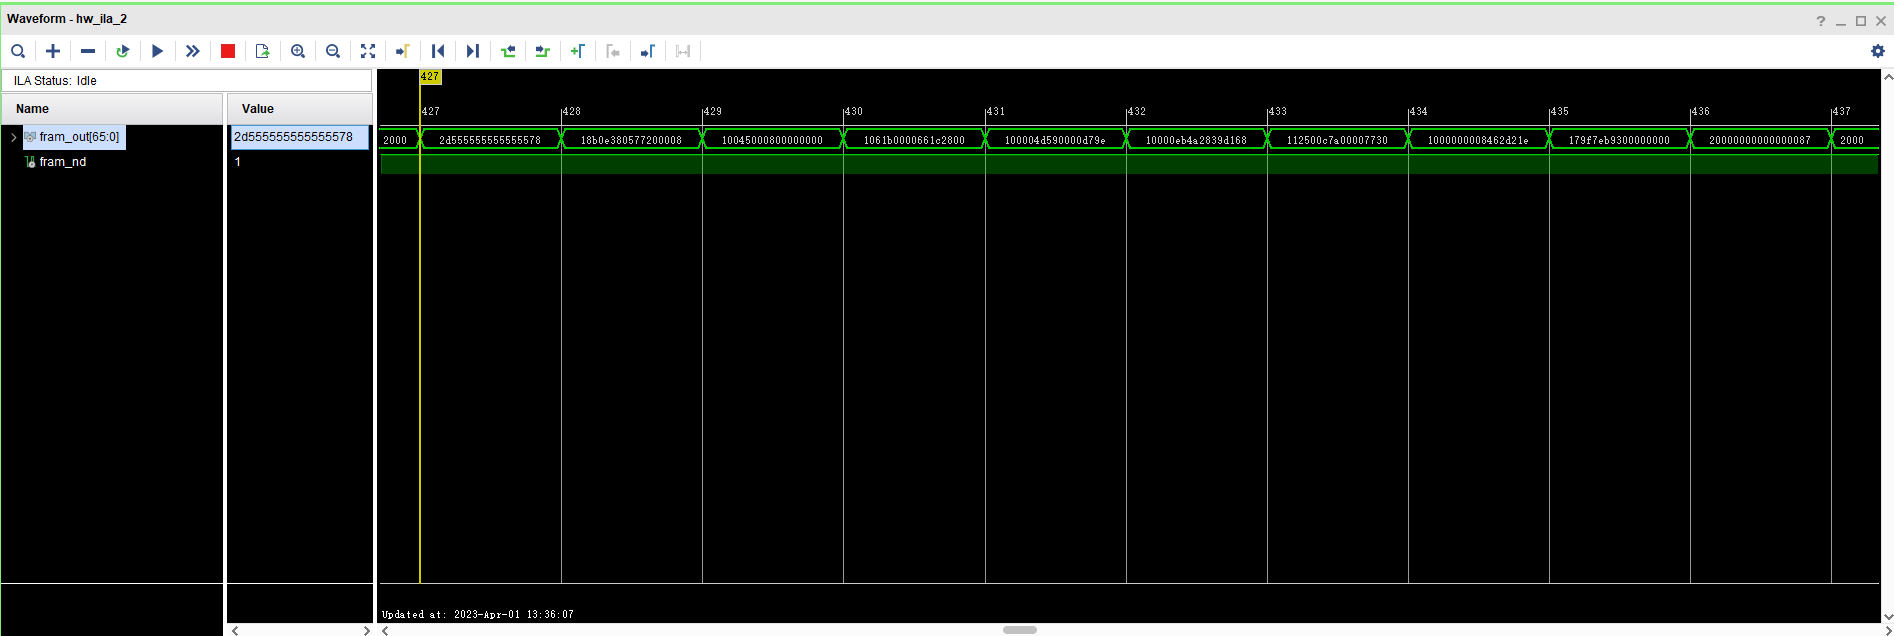 Waveform - hw_ila_2
ILA Status: Idle
Name Value
427
427 428 429 430 431 432 433 434 435 436 437
fram_out[65:0] 2d555555555555578 2000 2d555555555555578 18b0e380577200008 10045000800000000 1061b0000661c2800 100004d590000d79e 10000eb4a2839d168 112500c7a00007730 1000000008462d21e 179f7eb9300000000 20000000000000087 2000
fram_nd 1
Updated at: 2023-Apr-01 13:36:07